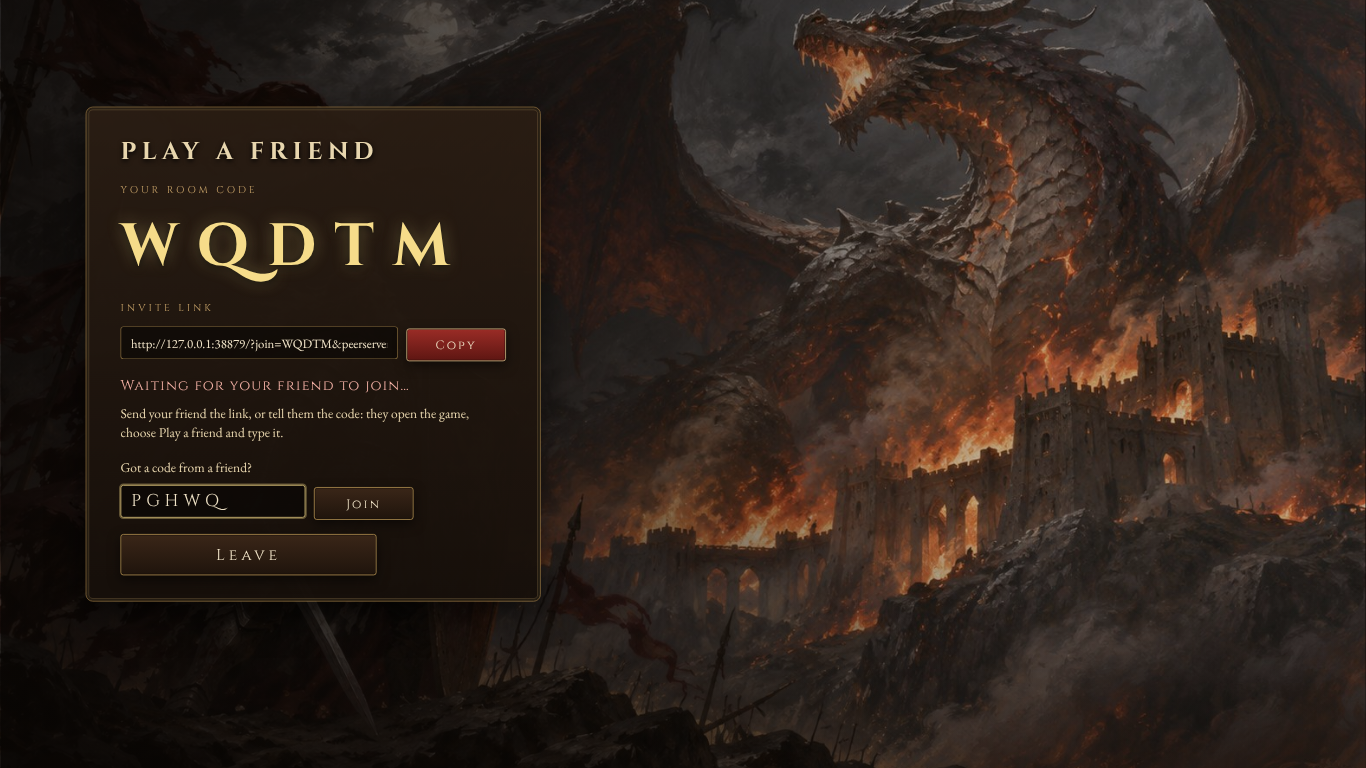 PLAY A FRIEND
YOUR ROOM CODE
WQDTM
INVITE LINK
http://127.0.0.1:38879/?join=WQDTM&peerserve
COPY
WAITING FOR YOUR FRIEND TO JOIN…
Send your friend the link, or tell them the code: they open the game,
choose Play a friend and type it.
Got a code from a friend?
PGHWQ
JOIN
LEAVE